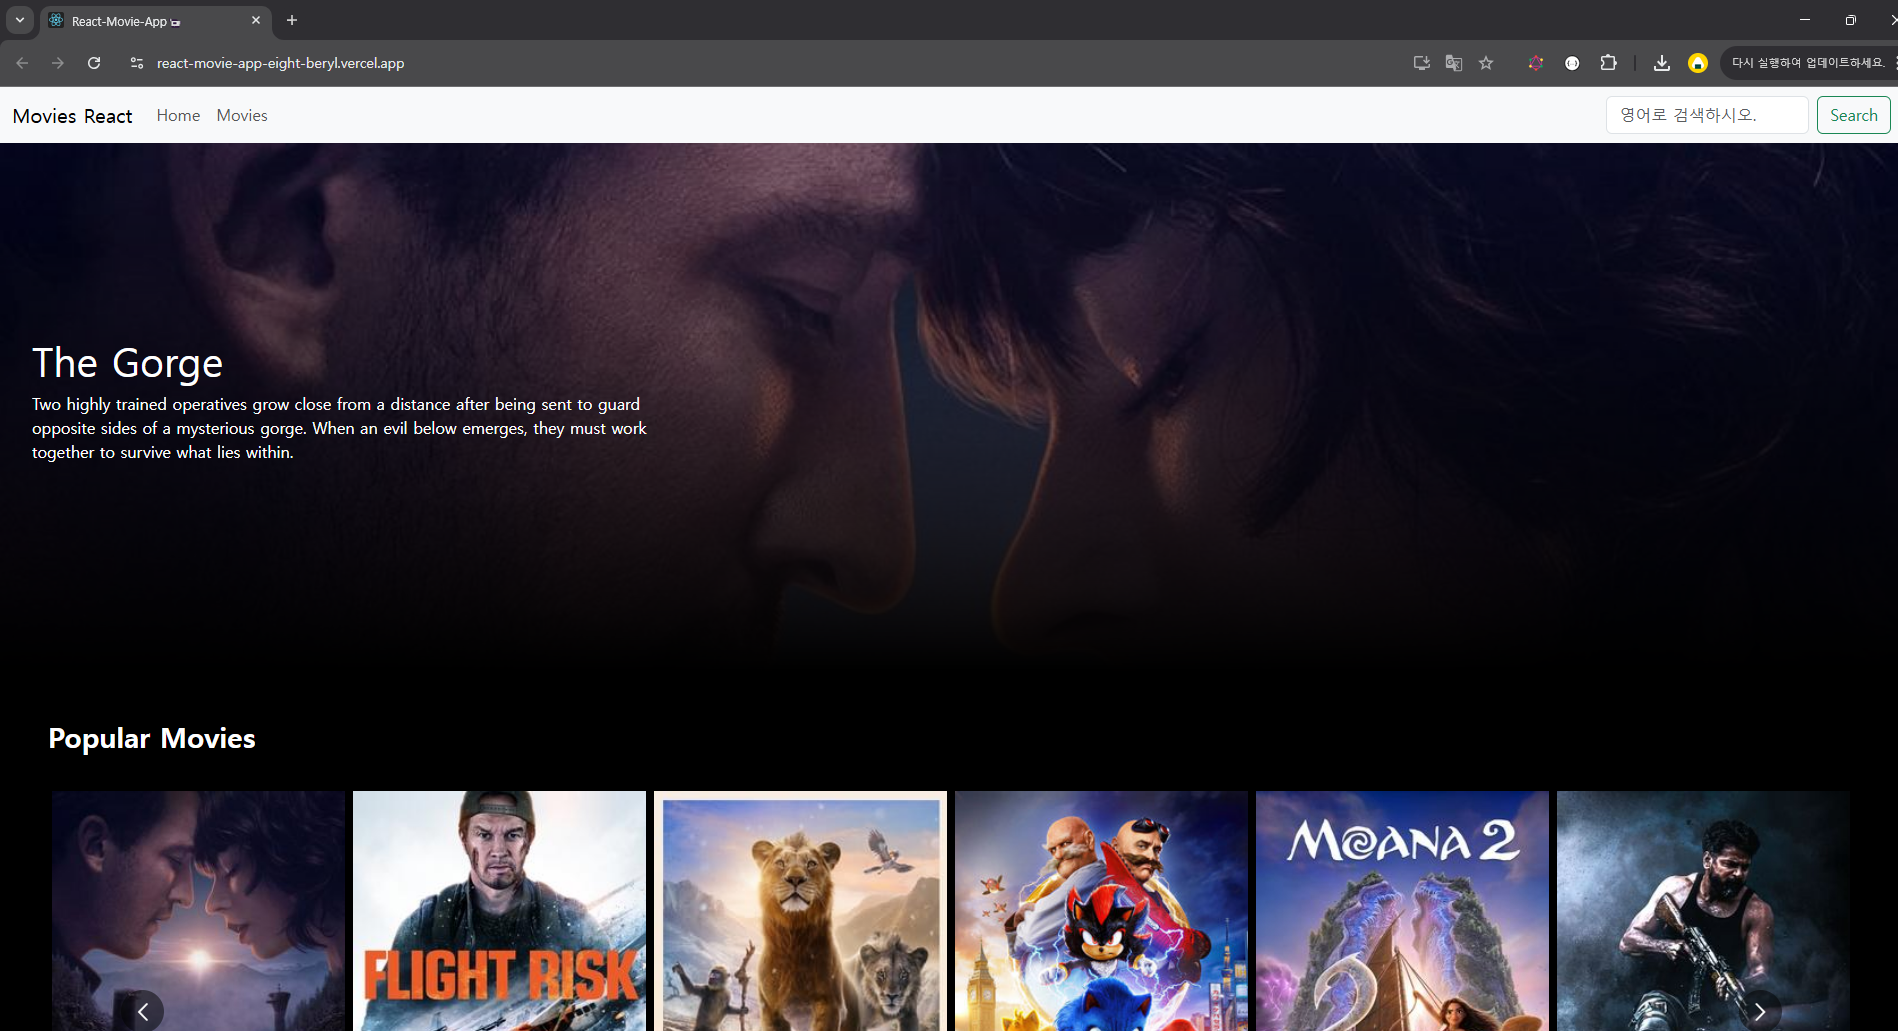 React-Movie-App
react-movie-app-eight-beryl.vercel.app
다시 실행하여 업데이트하세요.
Movies React
Home
Movies
영어로 검색하시오.
Search
The Gorge
Two highly trained operatives grow close from a distance after being sent to guard
opposite sides of a mysterious gorge. When an evil below emerges, they must work
together to survive what lies within.
Popular Movies
FLIGHT RISK
MOANA 2